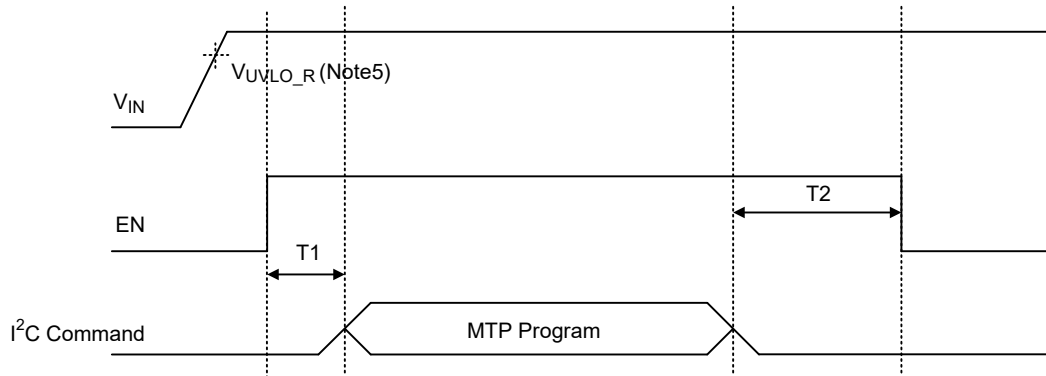 V_UVLO_R (Note5)
V_IN
T2
EN
T1
I²C Command
MTP Program